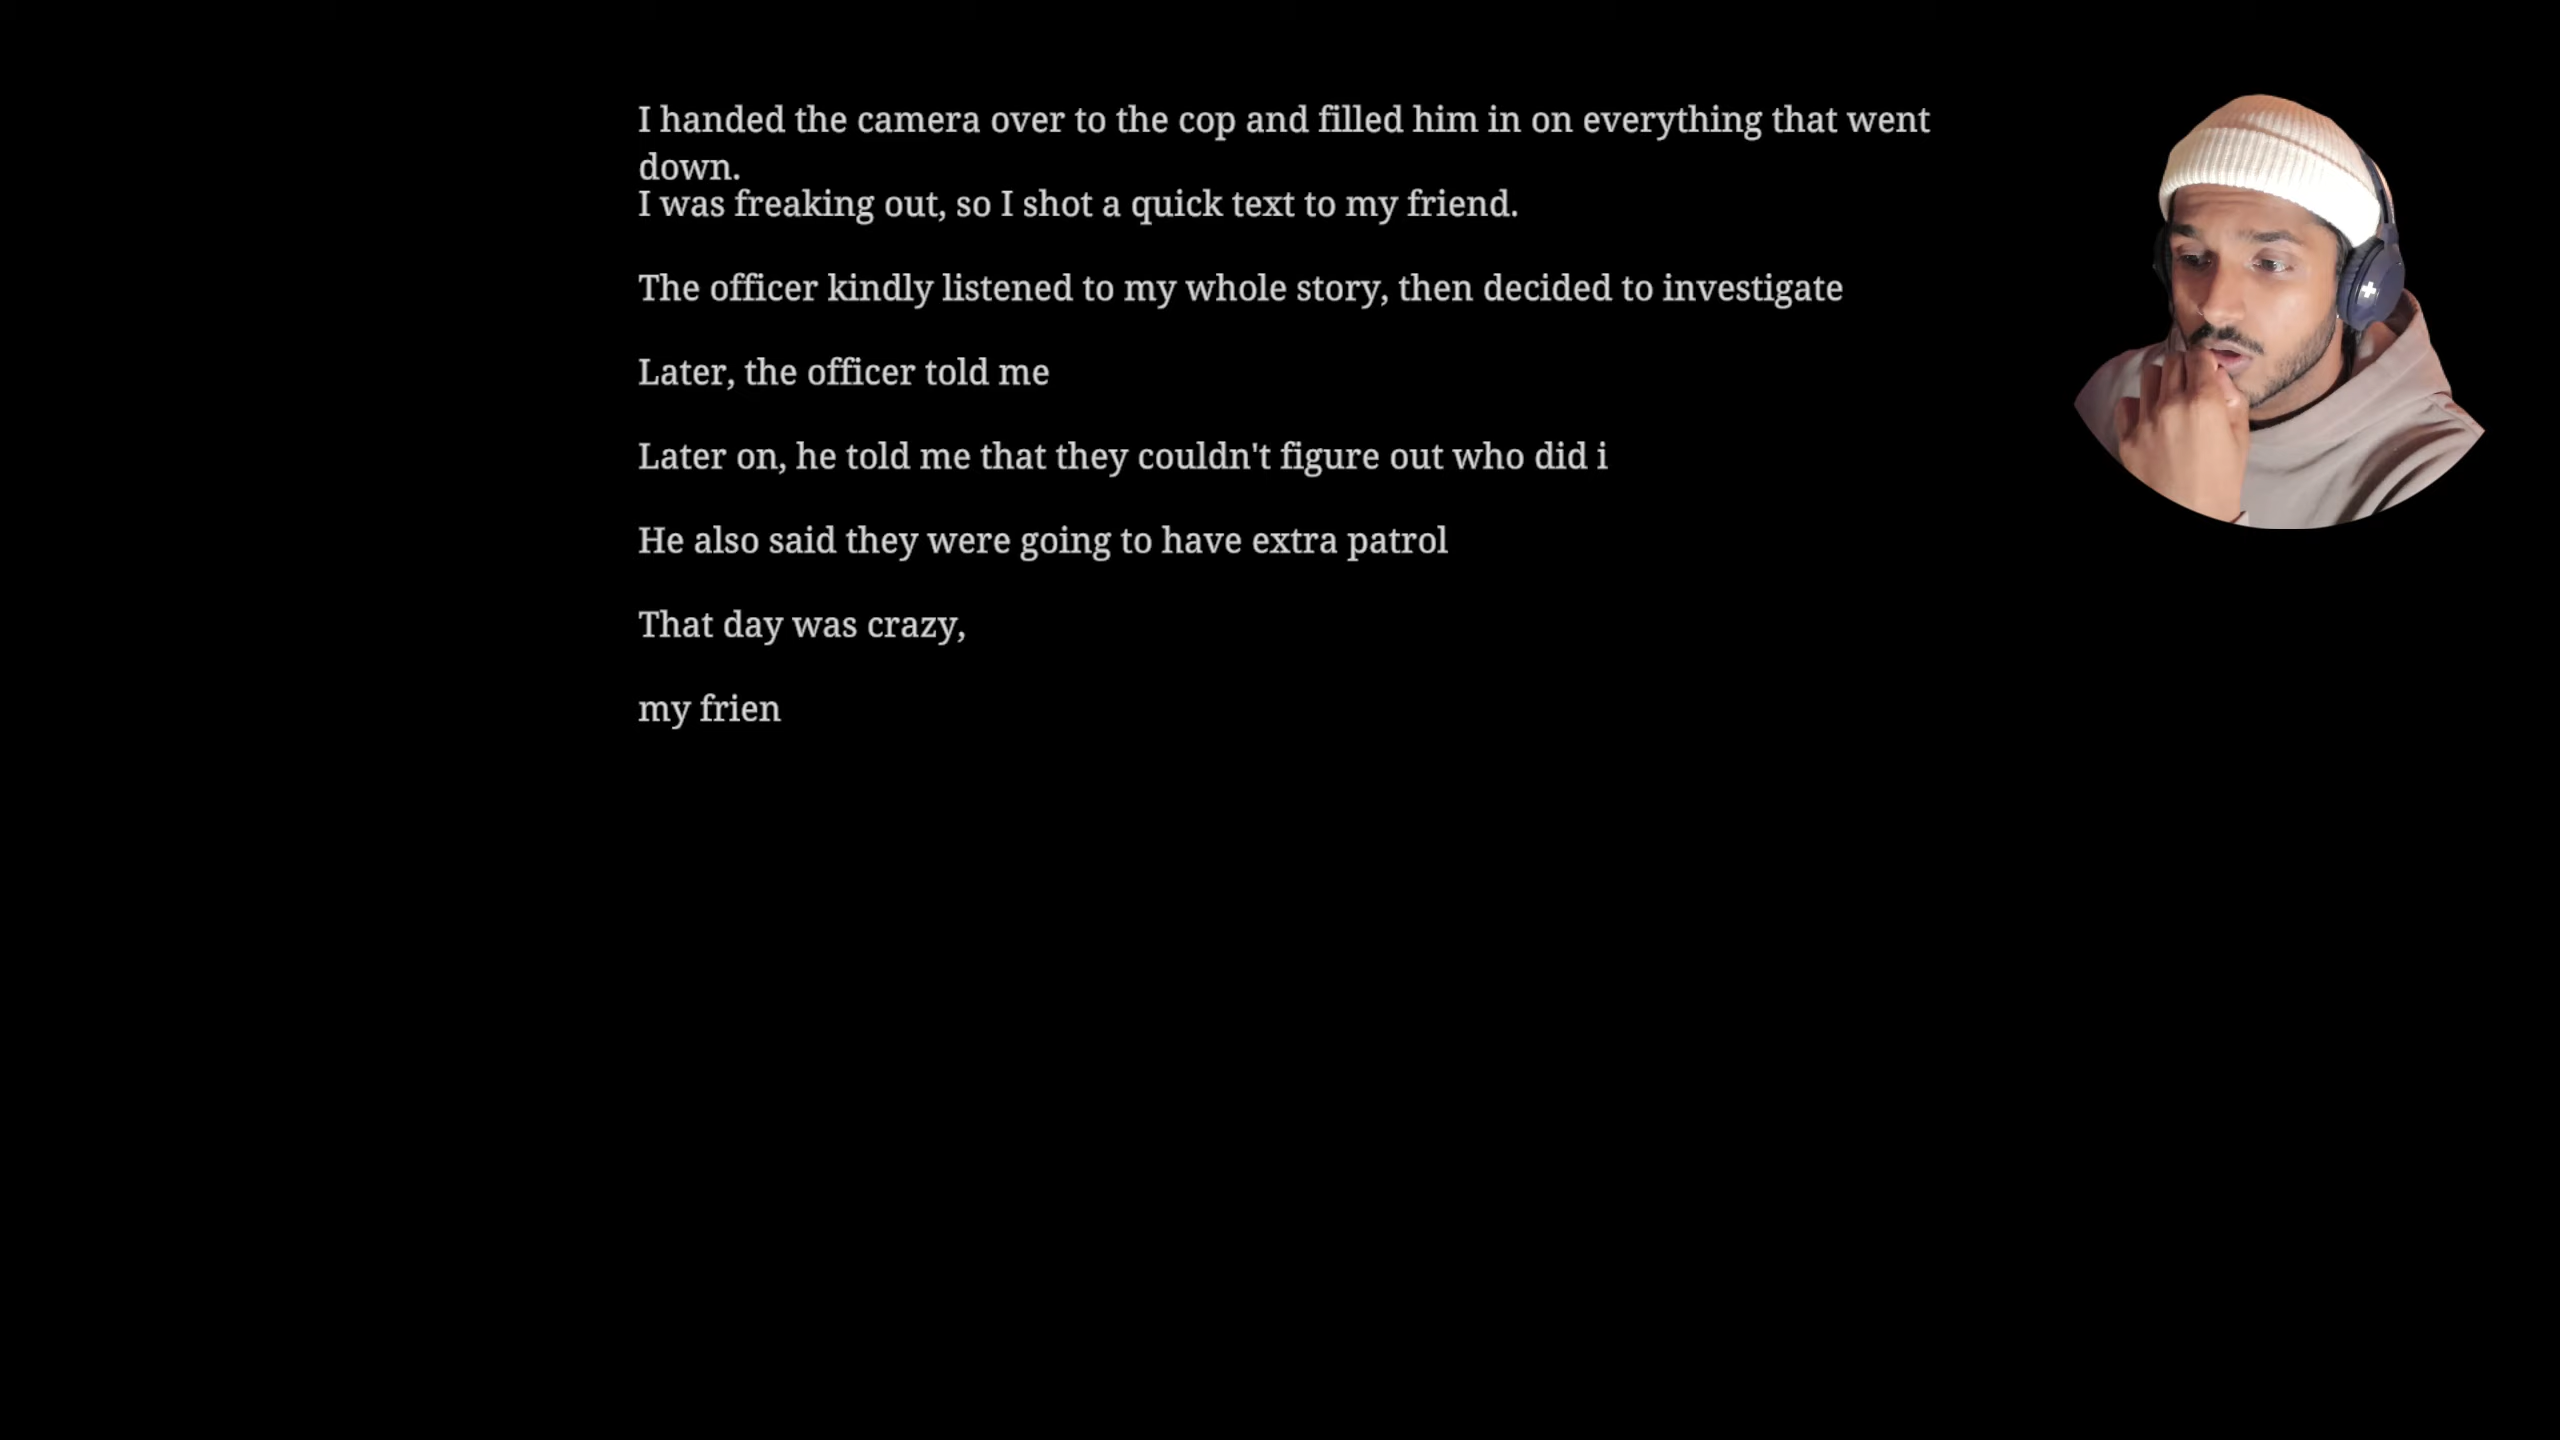 I handed the camera over to the cop and filled him in on everything that went
down.
I was freaking out, so I shot a quick text to my friend.
The officer kindly listened to my whole story, then decided to investigate
Later, the officer told me
Later on, he told me that they couldn't figure out who did i
He also said they were going to have extra patrol
That day was crazy,
my frien